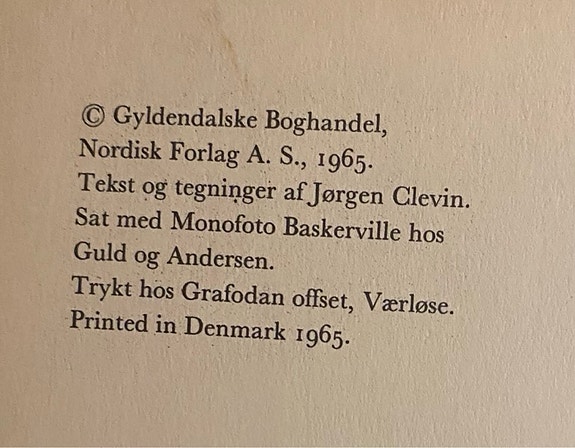 © Gyldendalske Boghandel,
Nordisk Forlag A. S., 1965.
Tekst og tegninger af Jørgen Clevin.
Sat med Monofoto Baskerville hos
Guld og Andersen.
Trykt hos Grafodan offset, Værløse.
Printed in Denmark 1965.